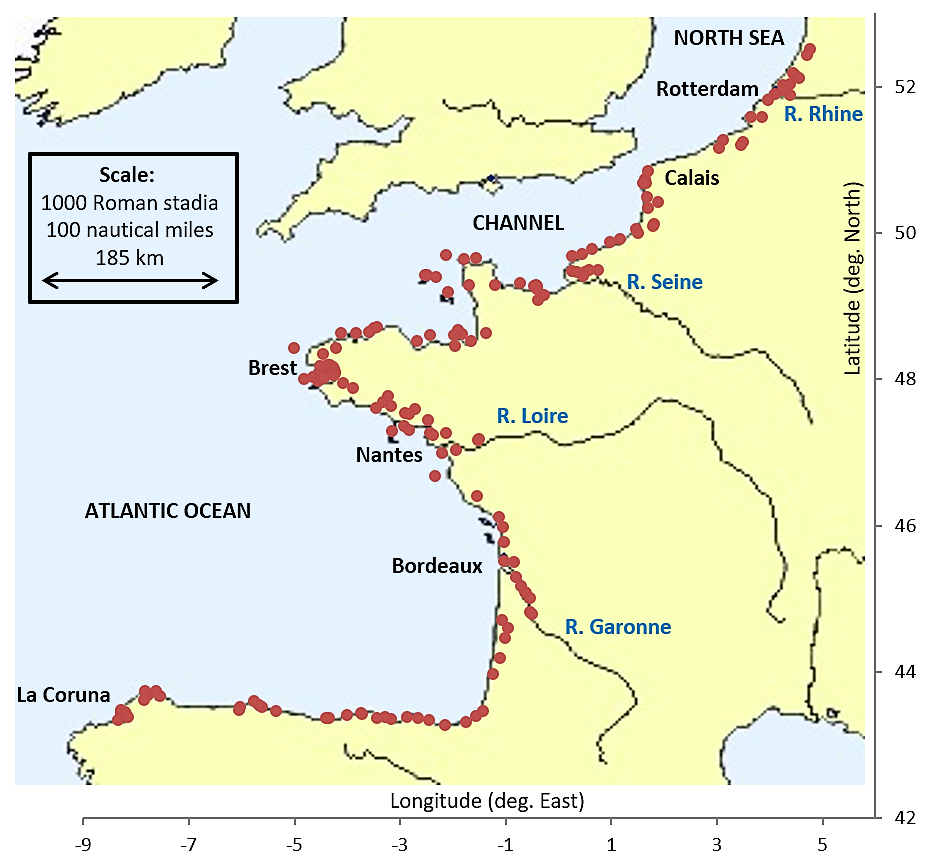 NORTH SEA
52
Rotterdam
R. Rhine
Scale:
1000 Roman stadia
100 nautical miles
185 km
Calais
CHANNEL
50
R. Seine
Latitude (deg. North)
Brest
48
R. Loire
Nantes
ATLANTIC OCEAN
46
Bordeaux
R. Garonne
44
La Coruna
Longitude (deg. East)
42
-9 -7 -5 -3 -1 1 3 5